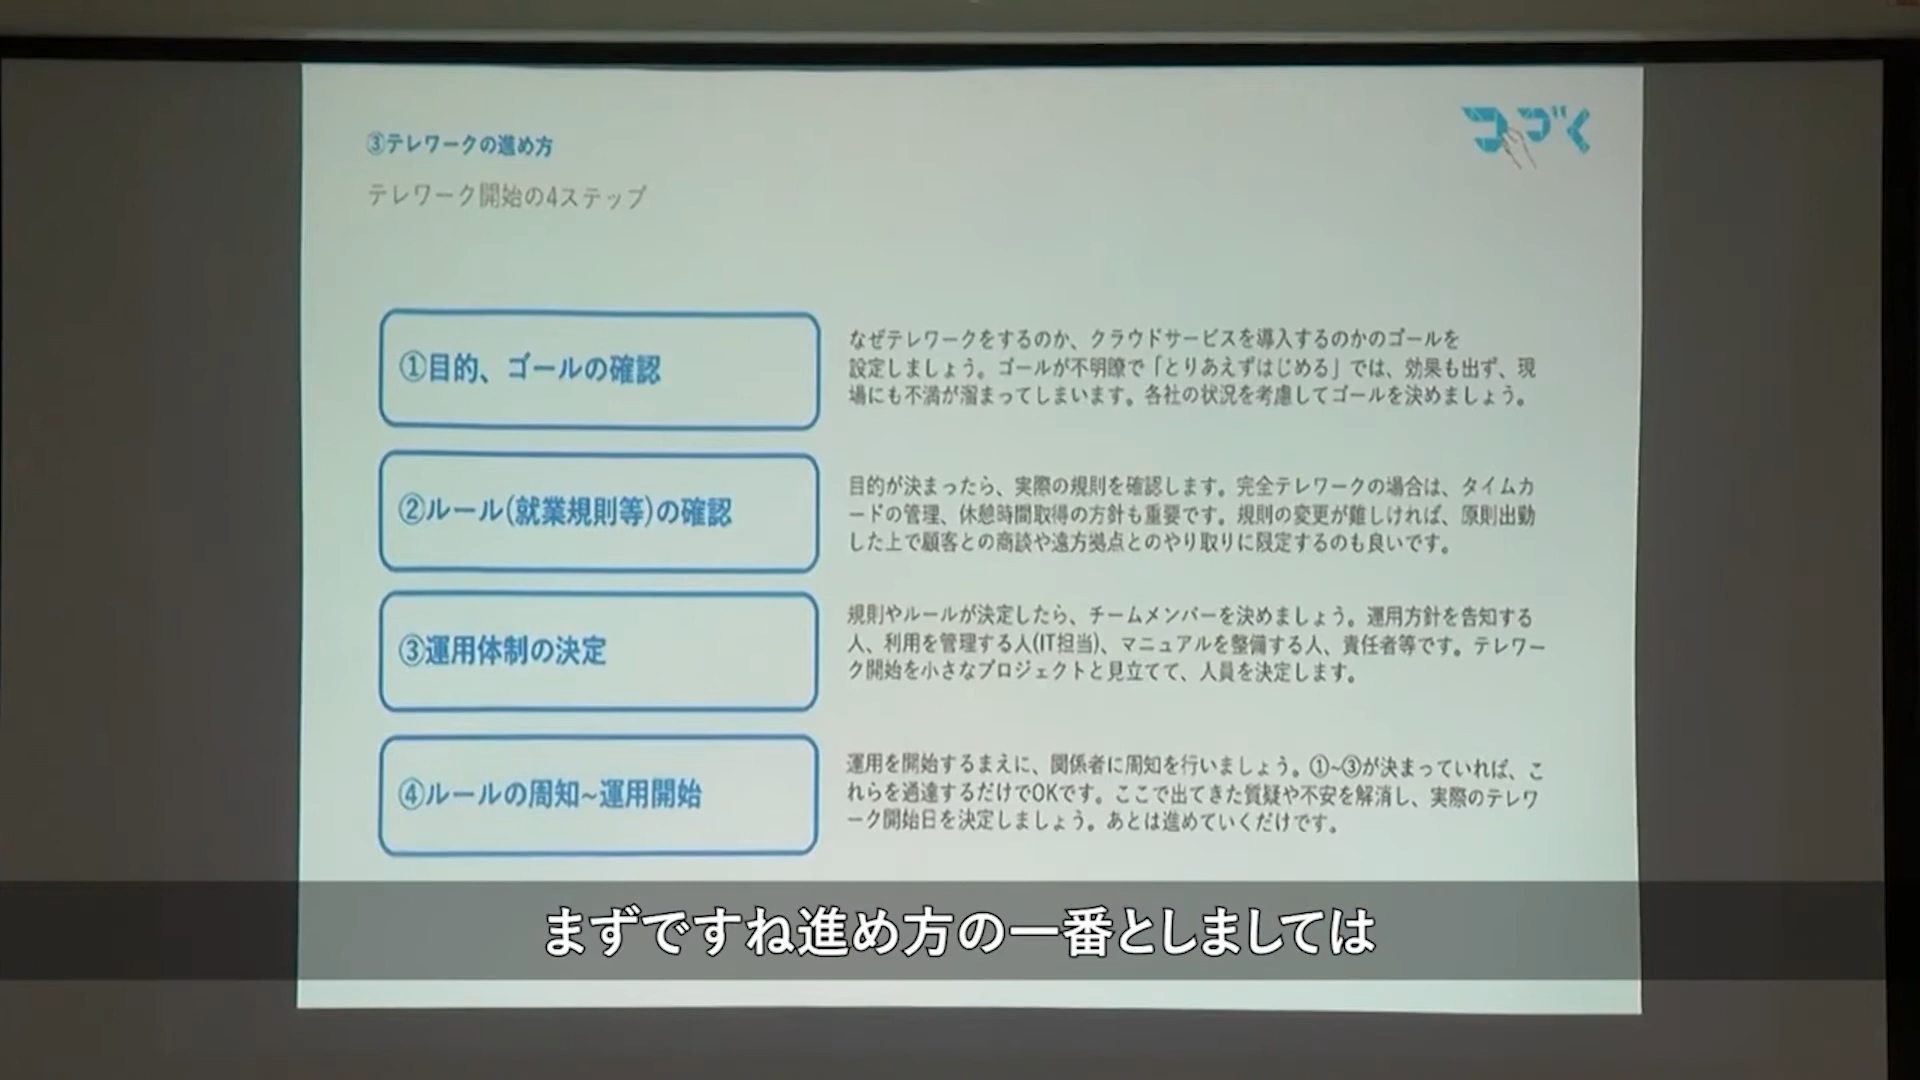 ③テレワークの進め方
つづく
テレワーク開始の4ステップ
①目的、ゴールの確認
なぜテレワークをするのか、クラウドサービスを導入するのかのゴールを
設定しましょう。ゴールが不明瞭で「とりあえずはじめる」では、効果も出ず、現
場にも不満が溜まってしまいます。各社の状況を考慮してゴールを決めましょう。
②ルール(就業規則等)の確認
目的が決まったら、実際の規則を確認します。完全テレワークの場合は、タイムカ
ードの管理、休憩時間取得の方針も重要です。規則の変更が難しければ、原則出勤
した上で顧客との商談や遠方拠点とのやり取りに限定するのも良いです。
③運用体制の決定
規則やルールが決定したら、チームメンバーを決めましょう。運用方針を告知する
人、利用を管理する人(IT担当)、マニュアルを整備する人、責任者等です。テレワー
ク開始を小さなプロジェクトと見立てて、人員を決定します。
④ルールの周知~運用開始
運用を開始するまえに、関係者に周知を行いましょう。①~③が決まっていれば、こ
れらを通達するだけでOKです。ここで出てきた質疑や不安を解消し、実際のテレワ
ーク開始日を決定しましょう。あとは進めていくだけです。
まずですね進め方の一番としましては